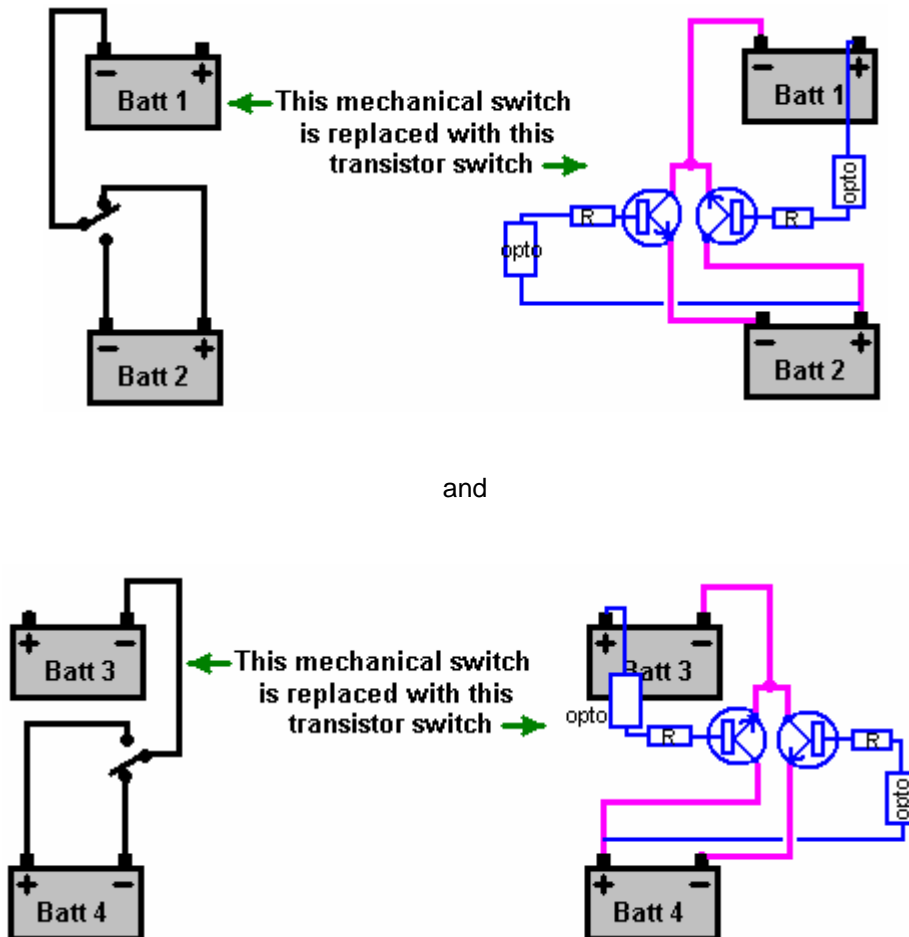 - +
Batt 1
This mechanical switch
is replaced with this
transistor switch
- +
Batt 1
opto
R
R
opto
- +
Batt 2
- +
Batt 2
and
+ -
Batt 3
This mechanical switch
is replaced with this
transistor switch
+ -
Batt 3
opto
R
R
opto
+ -
Batt 4
+ -
Batt 4